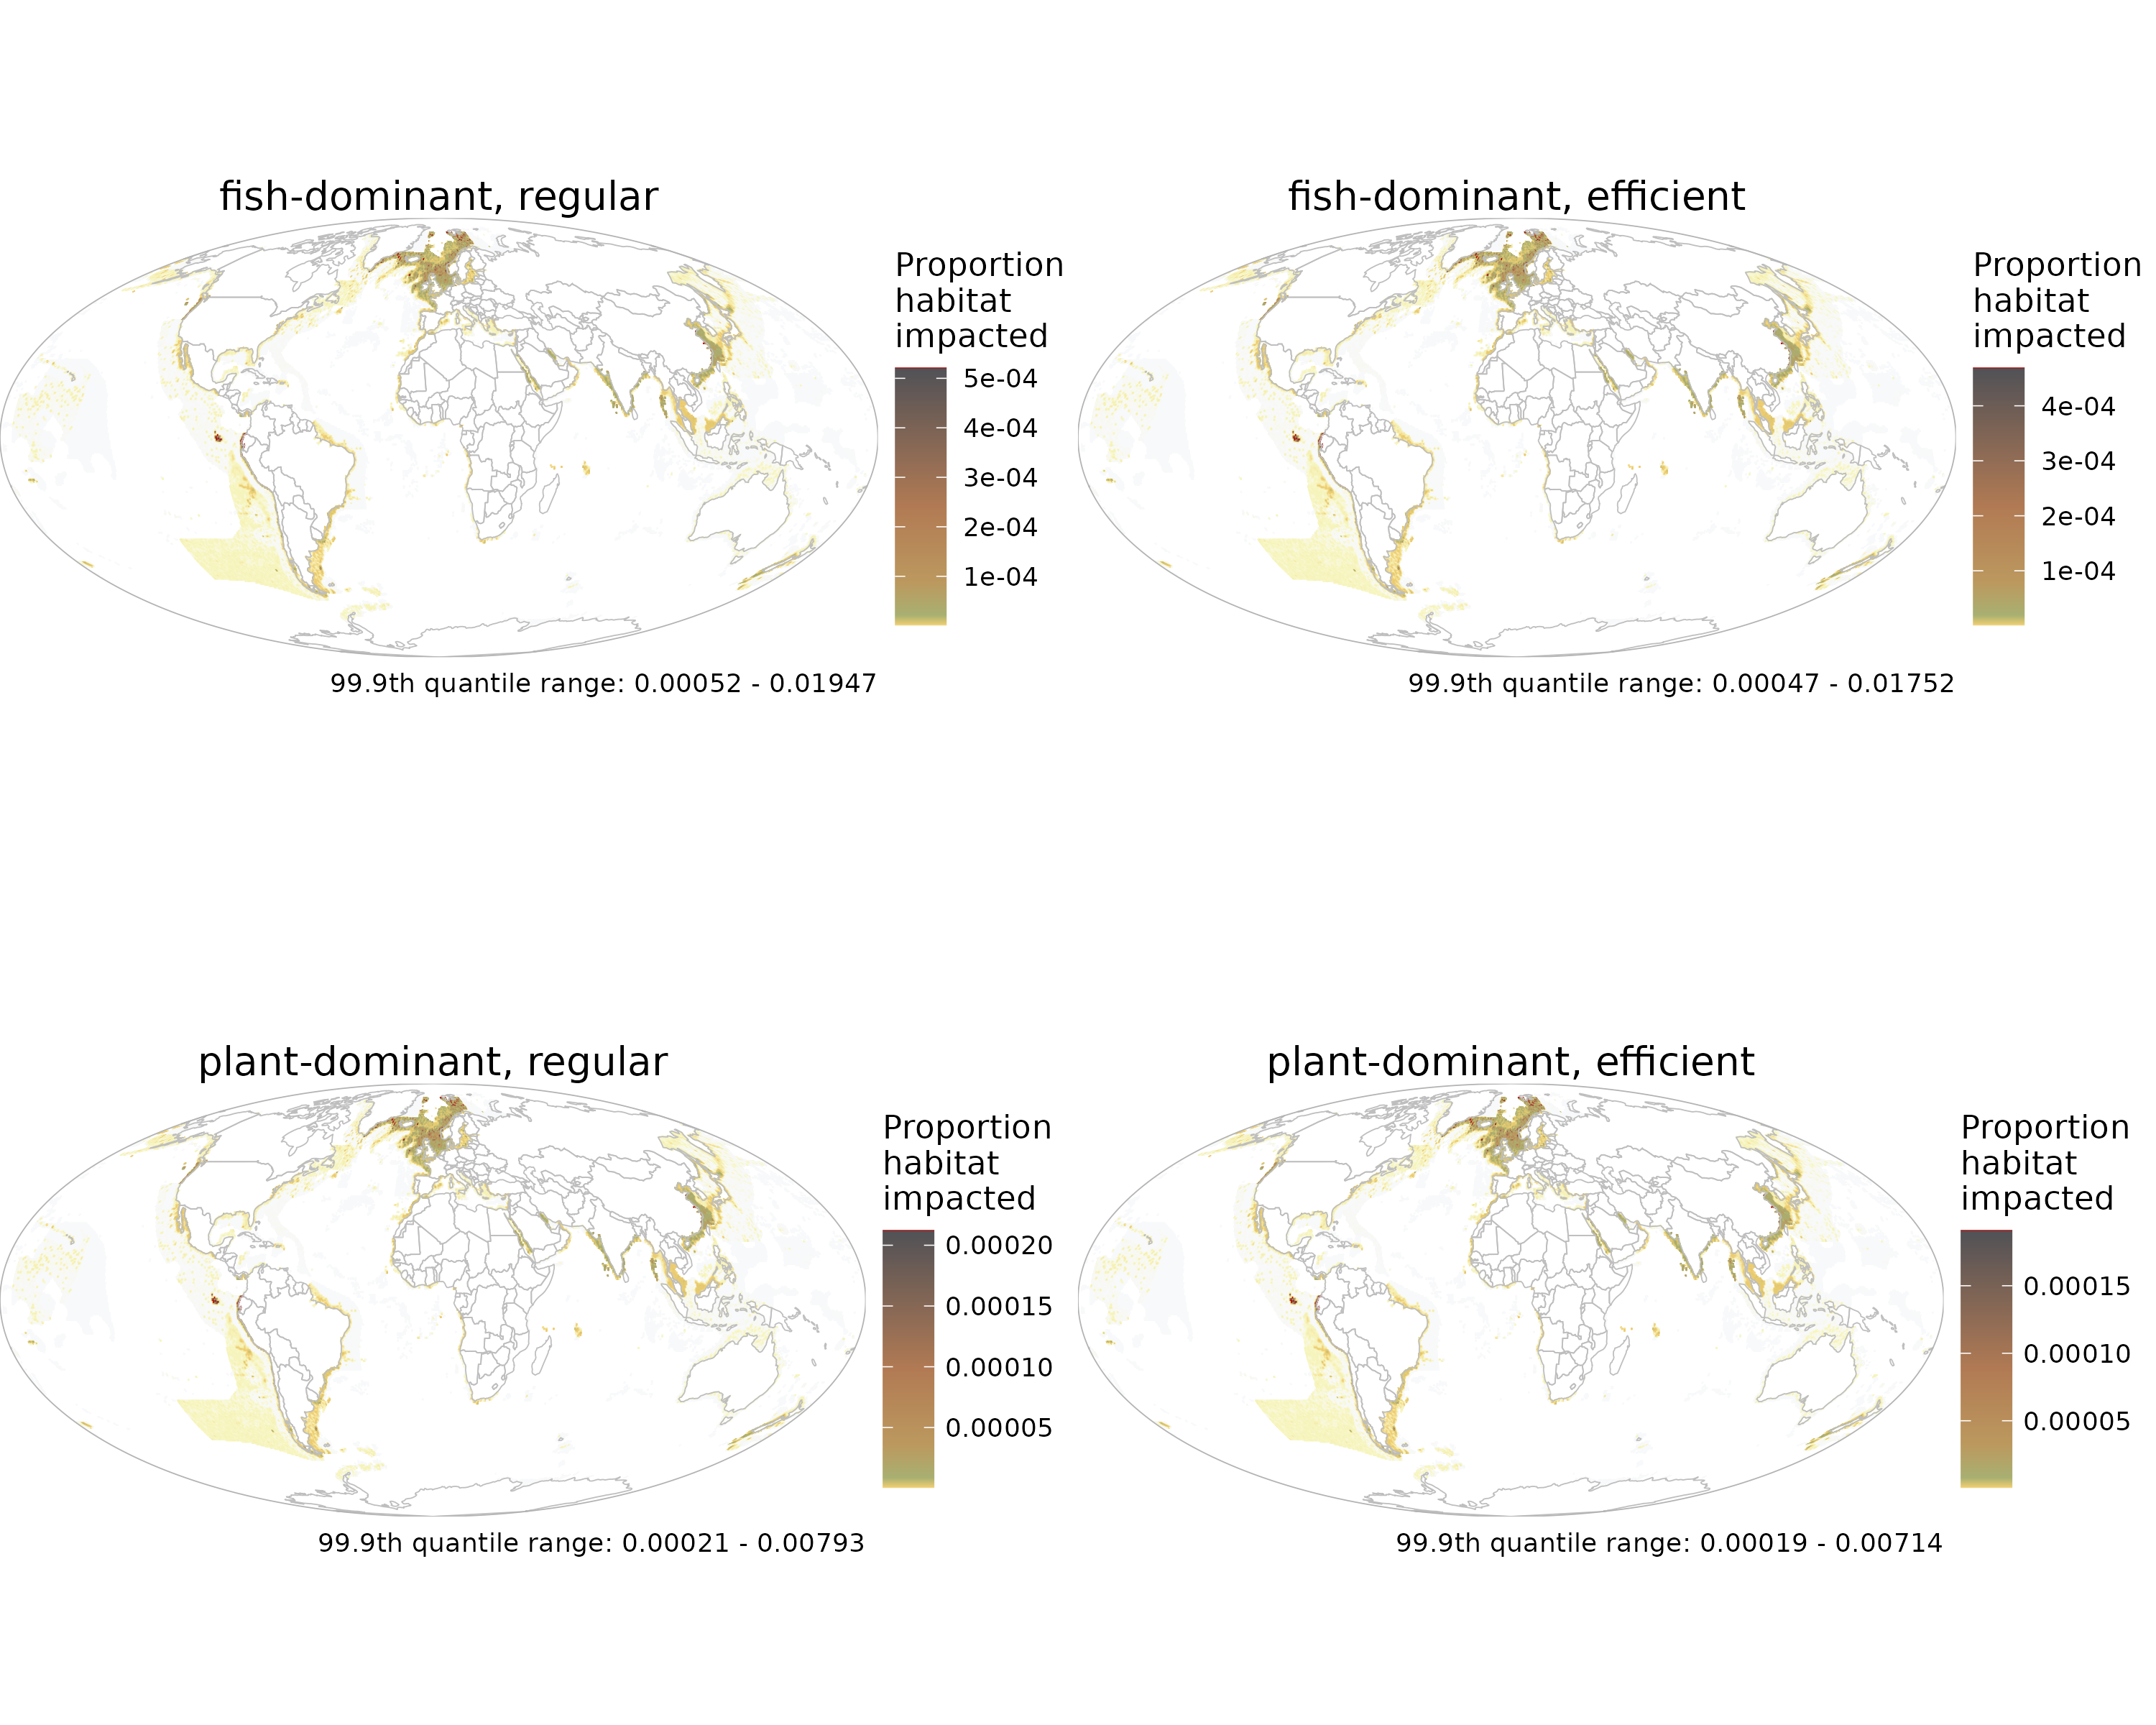 fish-dominant, regular
Proportion
habitat
impacted
5e-04
4e-04
3e-04
2e-04
1e-04
99.9th quantile range: 0.00052 - 0.01947
fish-dominant, efficient
Proportion
habitat
impacted
4e-04
3e-04
2e-04
1e-04
99.9th quantile range: 0.00047 - 0.01752
plant-dominant, regular
Proportion
habitat
impacted
0.00020
0.00015
0.00010
0.00005
99.9th quantile range: 0.00021 - 0.00793
plant-dominant, efficient
Proportion
habitat
impacted
0.00015
0.00010
0.00005
99.9th quantile range: 0.00019 - 0.00714